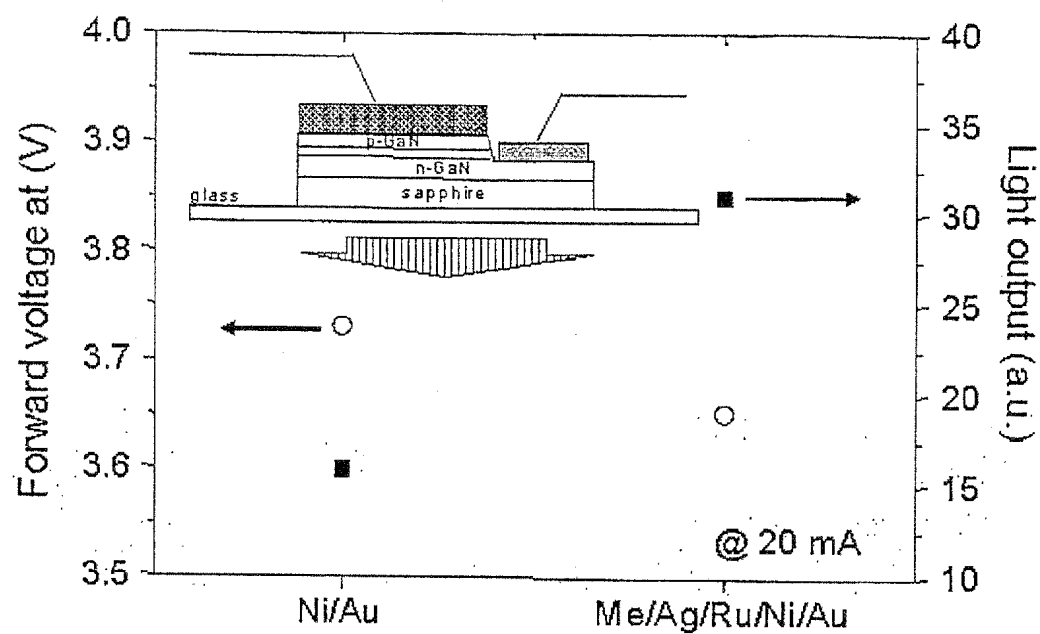 4.0
3.9
3.8
3.7
3.6
3.5
Forward voltage at (V)
p-GaN
n-GaN
sapphire
glass
@ 20 mA
40
35
30
25
20
15
10
Light output (a.u.)
Ni/Au
Me/Ag/Ru/Ni/Au